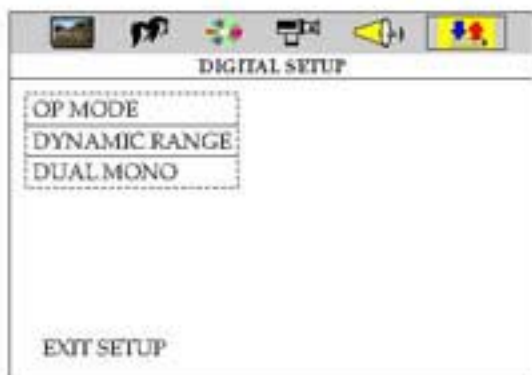 DIGITAL SETUP
OP MODE
DYNAMIC RANGE
DUAL MONO
EXIT SETUP